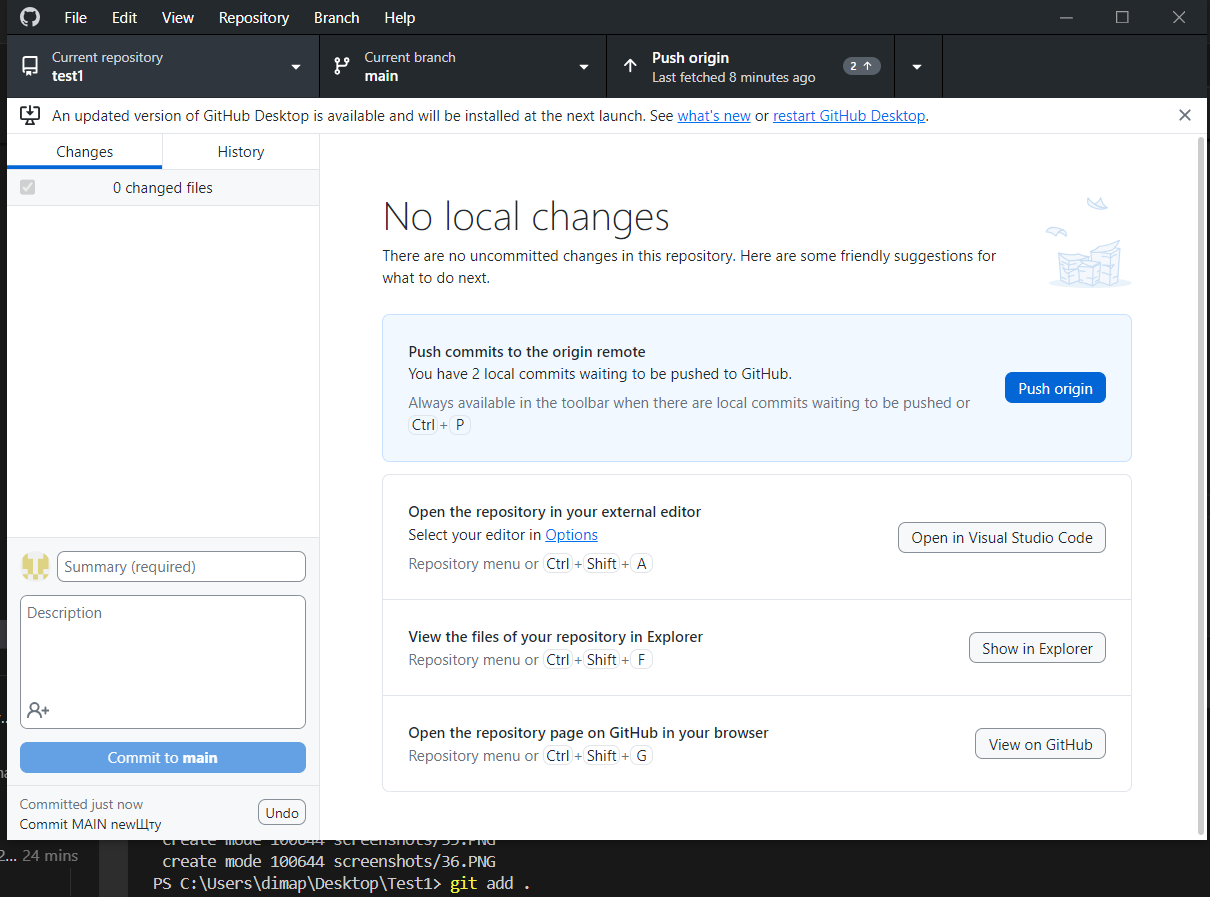 File Edit View Repository Branch Help
Current repository
test1
Current branch
main
Push origin
Last fetched 8 minutes ago
2
An updated version of GitHub Desktop is available and will be installed at the next launch. See what's new or restart GitHub Desktop.
Changes
History
0 changed files
No local changes
There are no uncommitted changes in this repository. Here are some friendly suggestions for
what to do next.
Push commits to the origin remote
You have 2 local commits waiting to be pushed to GitHub.
Always available in the toolbar when there are local commits waiting to be pushed or
Ctrl + P
Push origin
Open the repository in your external editor
Select your editor in Options
Repository menu or Ctrl + Shift + A
Open in Visual Studio Code
View the files of your repository in Explorer
Repository menu or Ctrl + Shift + F
Show in Explorer
Open the repository page on GitHub in your browser
Repository menu or Ctrl + Shift + G
View on GitHub
Summary (required)
Description
Commit to main
Committed just now
Commit MAIN newЩту
Undo
create mode 100644 screenshots/35.PNG
2... 24 mins
create mode 100644 screenshots/36.PNG
PS C:\Users\dimap\Desktop\Test1> git add .